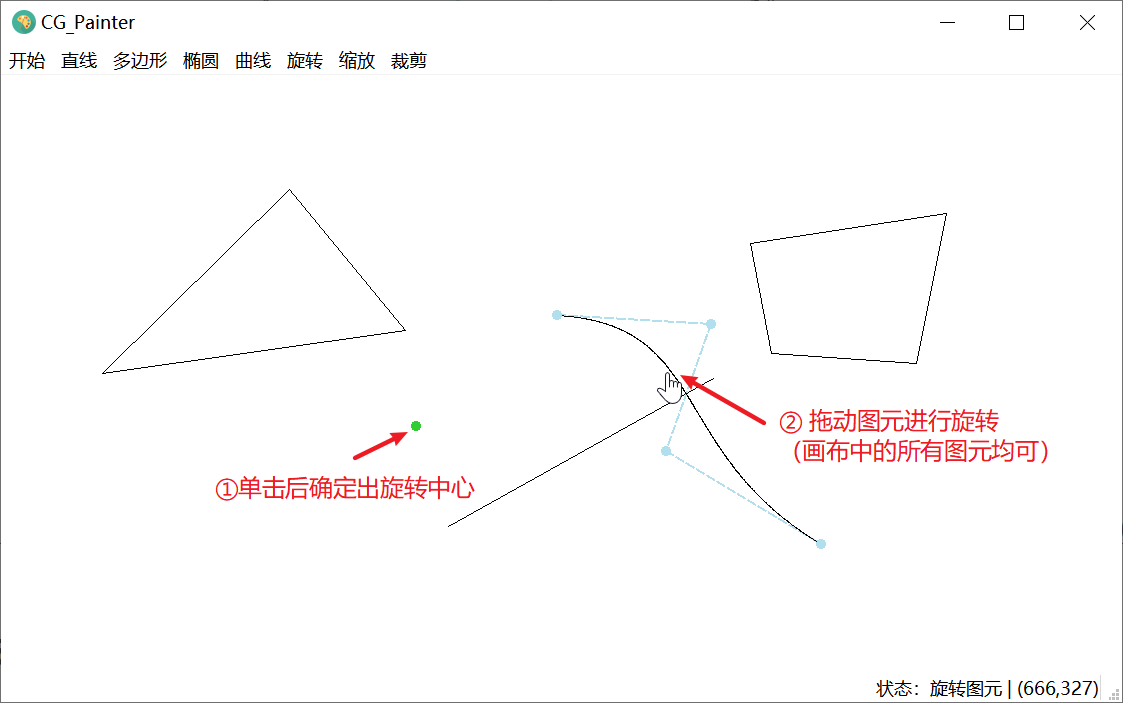 CG_Painter
开始 直线 多边形 椭圆 曲线 旋转 缩放 裁剪
② 拖动图元进行旋转
（画布中的所有图元均可）
①单击后确定出旋转中心
状态：旋转图元 | (666,327)